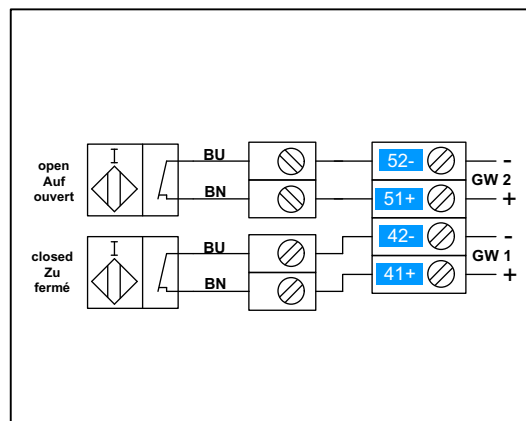 open
Auf
ouvert
BU
BN
52-
51+
-
GW 2
+
closed
Zu
fermé
BU
BN
42-
41+
-
GW 1
+